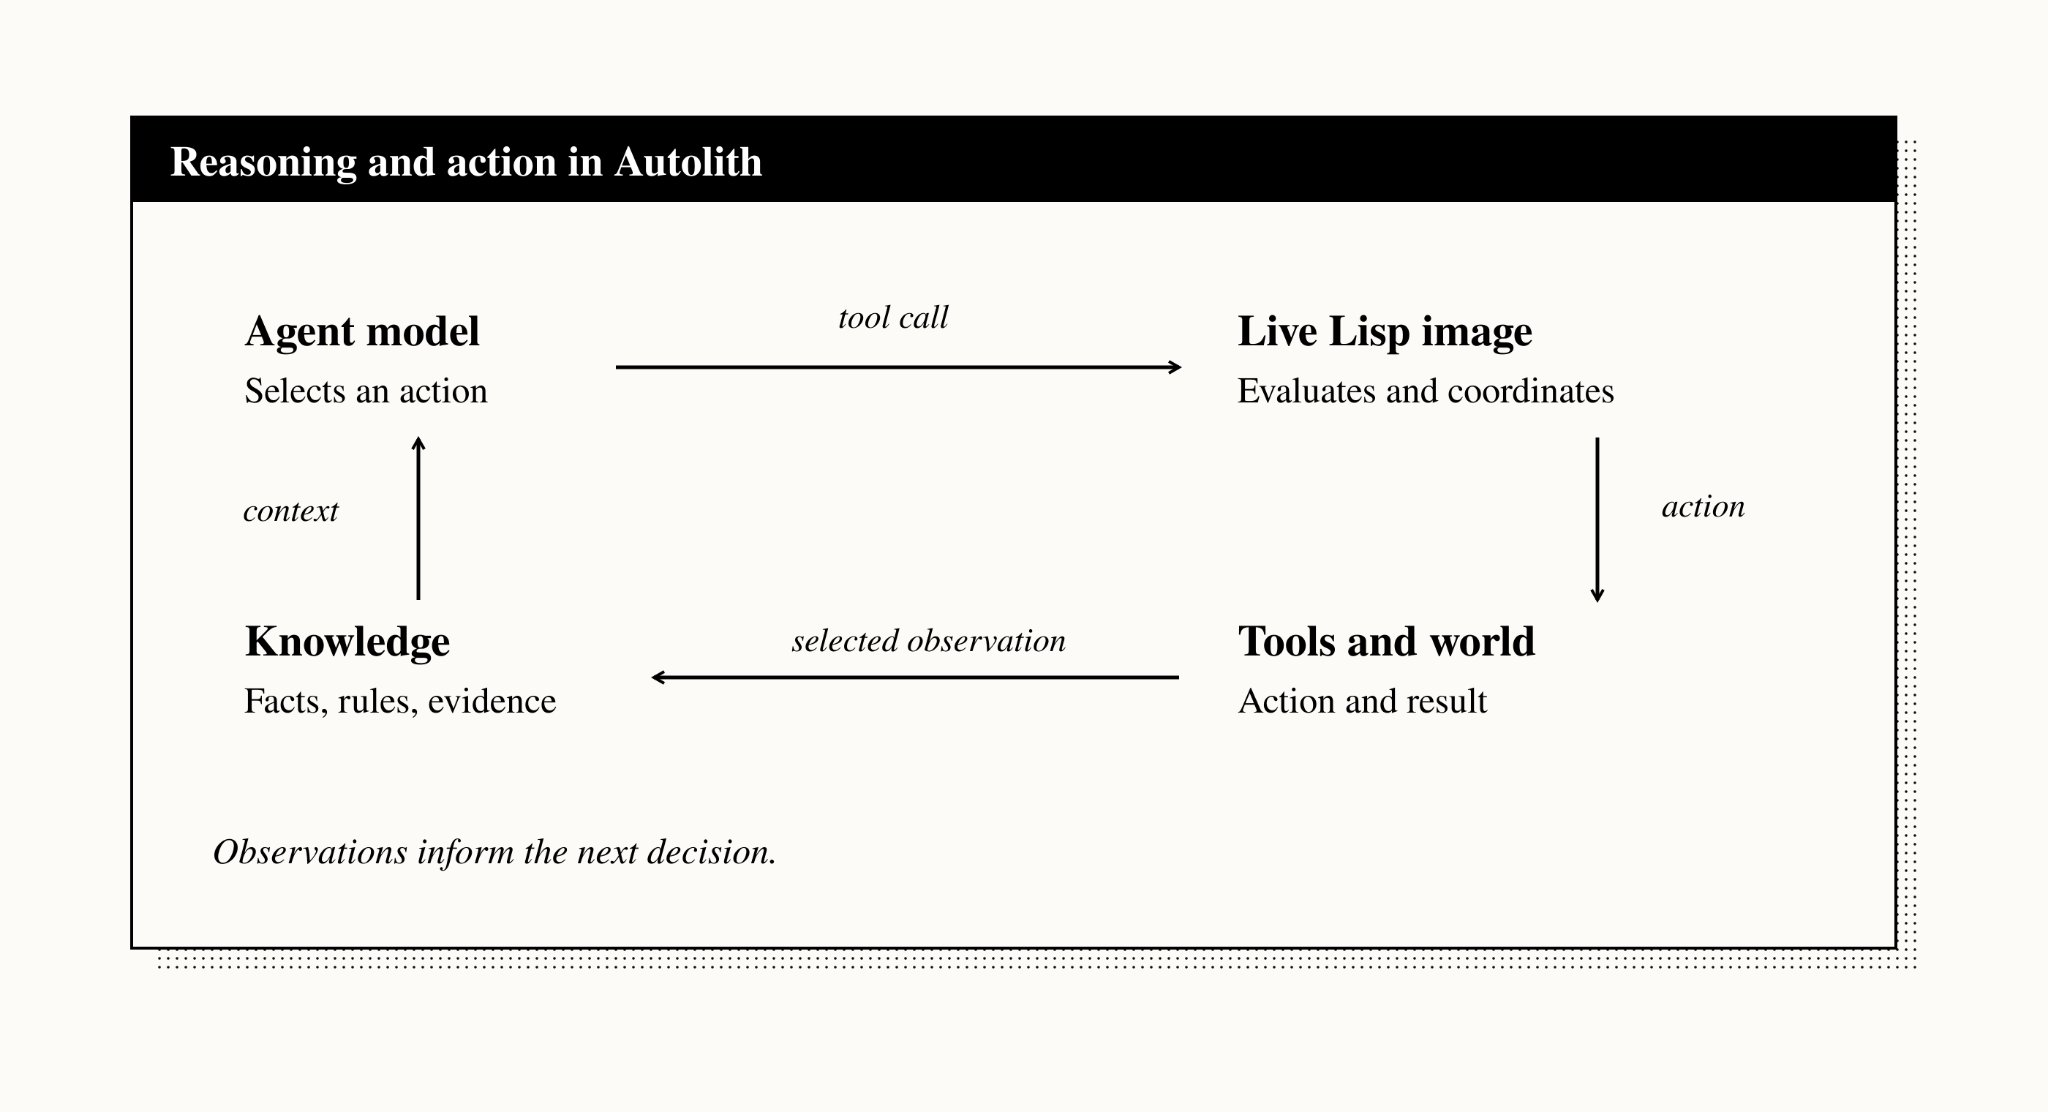 Reasoning and action in Autolith
Agent model
Selects an action
tool call
Live Lisp image
Evaluates and coordinates
context
action
Knowledge
Facts, rules, evidence
selected observation
Tools and world
Action and result
Observations inform the next decision.